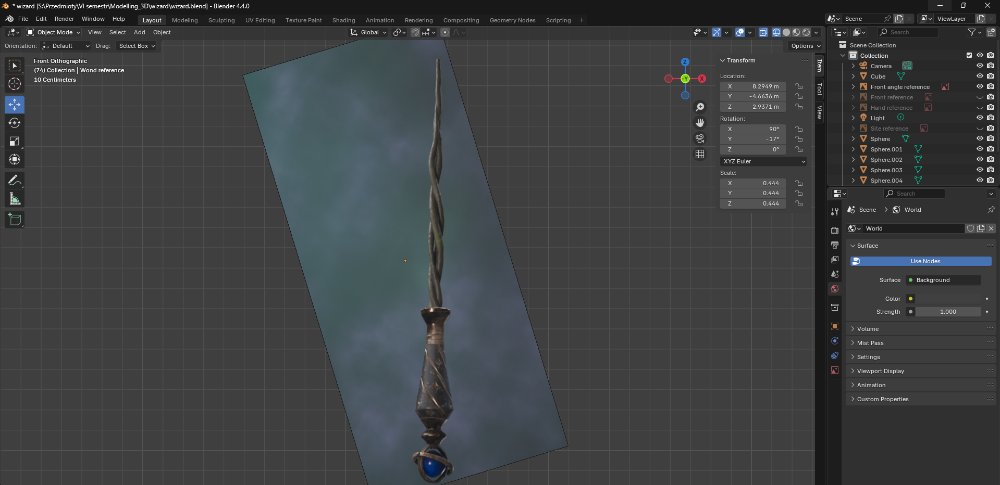 * wizard [S:\Przedmioty\VI semestr\Modelling_3D\wizard\wizard.blend] - Blender 4.4.0
File Edit Render Window Help Layout Modeling Sculpting UV Editing Texture Paint Shading Animation Rendering Compositing Geometry Nodes Scripting + Scene ViewLayer
Object Mode View Select Add Object Global
Orientation: Default Drag: Select Box Options
Front Orthographic
(74) Collection | Wond reference
10 Centimeters
Z
-Y
X
Transform
Location:
X 8.2949 m
Y -4.6636 m
Z 2.9371 m
Rotation:
X 90°
Y -17°
Z 0°
XYZ Euler
Scale:
X 0.444
Y 0.444
Z 0.444
Item
Tool
View
Search
Scene Collection
Collection
Camera
Cube
Front angle reference
Front reference
Hand reference
Light
Site reference
Sphere
Sphere.001
Sphere.002
Sphere.003
Sphere.004
Search
Scene > World
World
Surface
Use Nodes
Surface Background
Color
Strength 1.000
Volume
Mist Pass
Settings
Viewport Display
Animation
Custom Properties